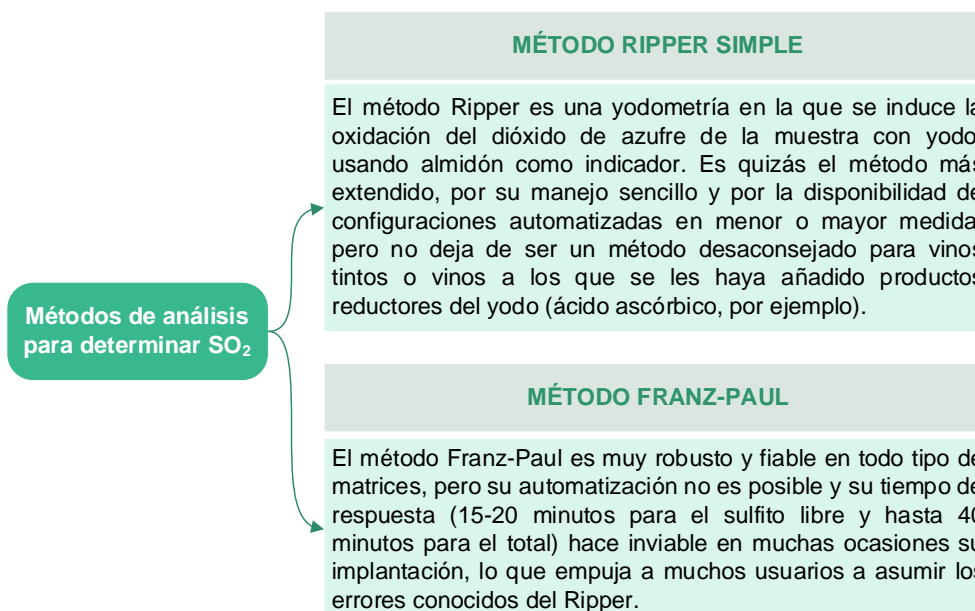 MÉTODO RIPPER SIMPLE
El método Ripper es una yodometría en la que se induce la
oxidación del dióxido de azufre de la muestra con yodo
usando almidón como indicador. Es quizás el método más
extendido, por su manejo sencillo y por la disponibilidad de
configuraciones automatizadas en menor o mayor medida,
pero no deja de ser un método desaconsejado para vinos
tintos o vinos a los que se les haya añadido productos
reductores del yodo (ácido ascórbico, por ejemplo).
Métodos de análisis
para determinar SO₂
MÉTODO FRANZ-PAUL
El método Franz-Paul es muy robusto y fiable en todo tipo de
matrices, pero su automatización no es posible y su tiempo de
respuesta (15-20 minutos para el sulfito libre y hasta 40
minutos para el total) hace inviable en muchas ocasiones su
implantación, lo que empuja a muchos usuarios a asumir los
errores conocidos del Ripper.